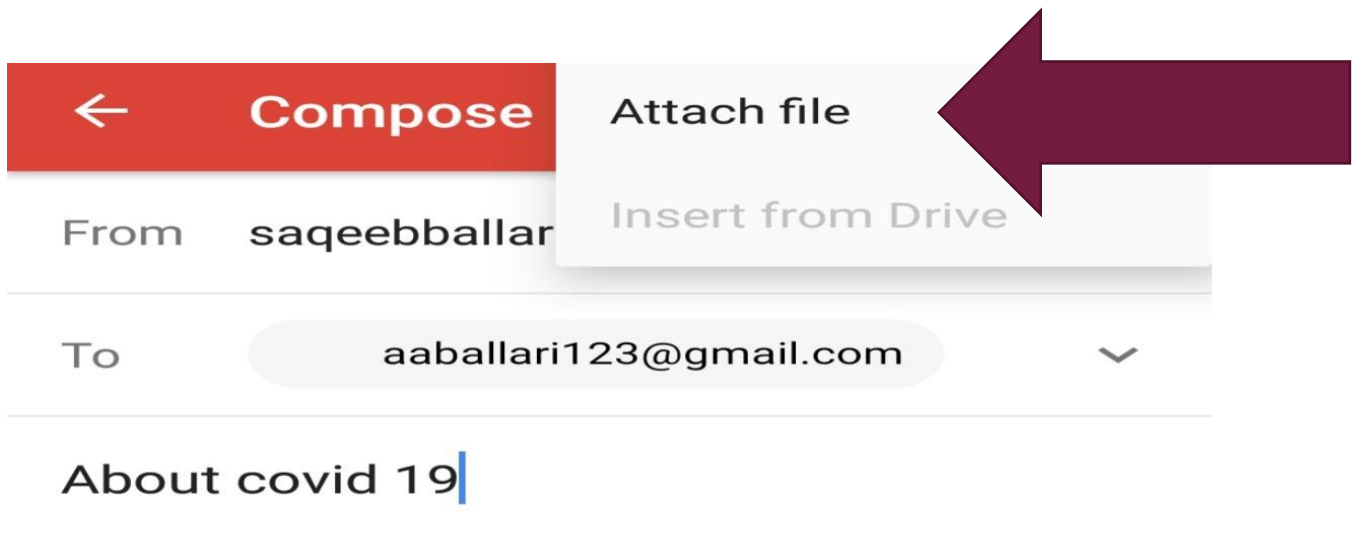 Compose
Attach file
Insert from Drive
From saqeebballar
To aaballari123@gmail.com
About covid 19